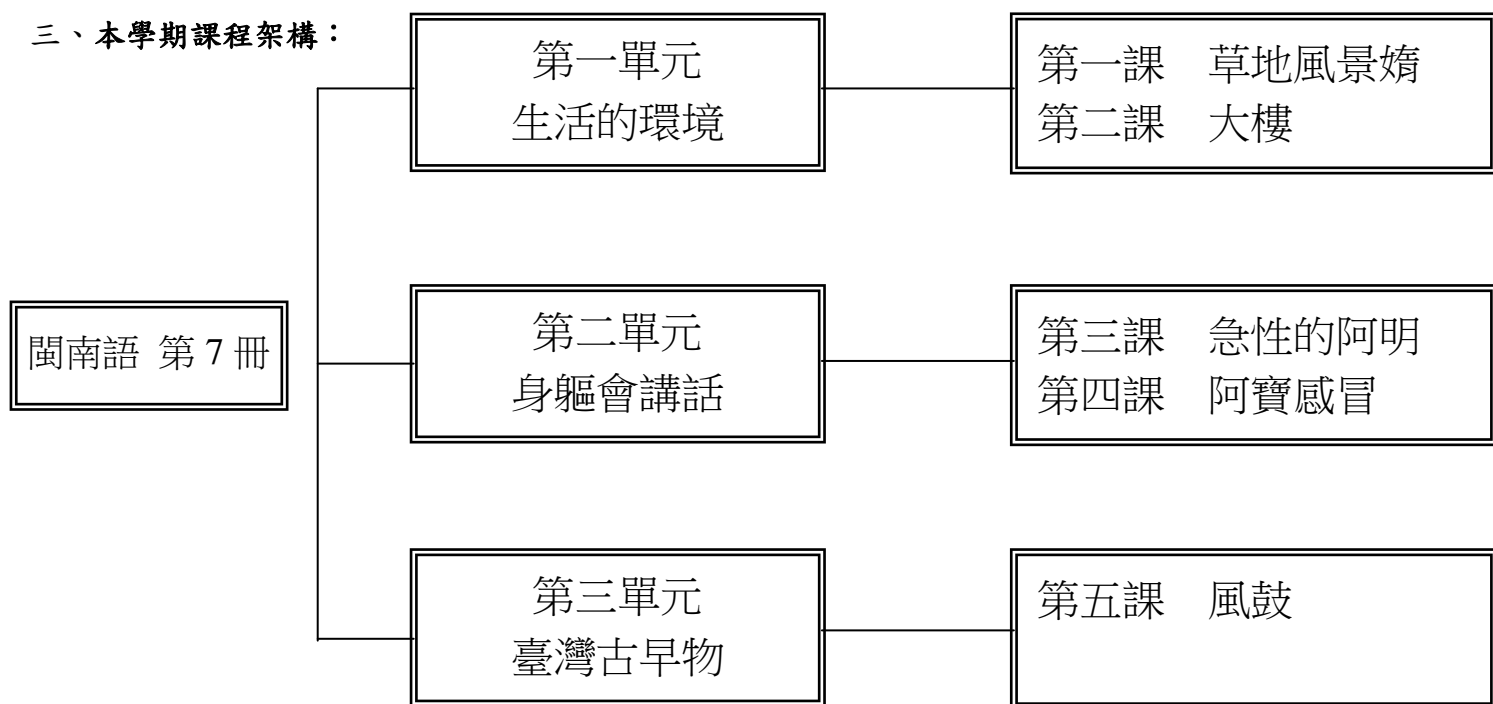 三、本學期課程架構：
閩南語 第 7 冊
第一單元
生活的環境
第一課　草地風景媠
第二課　大樓
第二單元
身軀會講話
第三課　急性的阿明
第四課　阿寶感冒
第三單元
臺灣古早物
第五課　風鼓